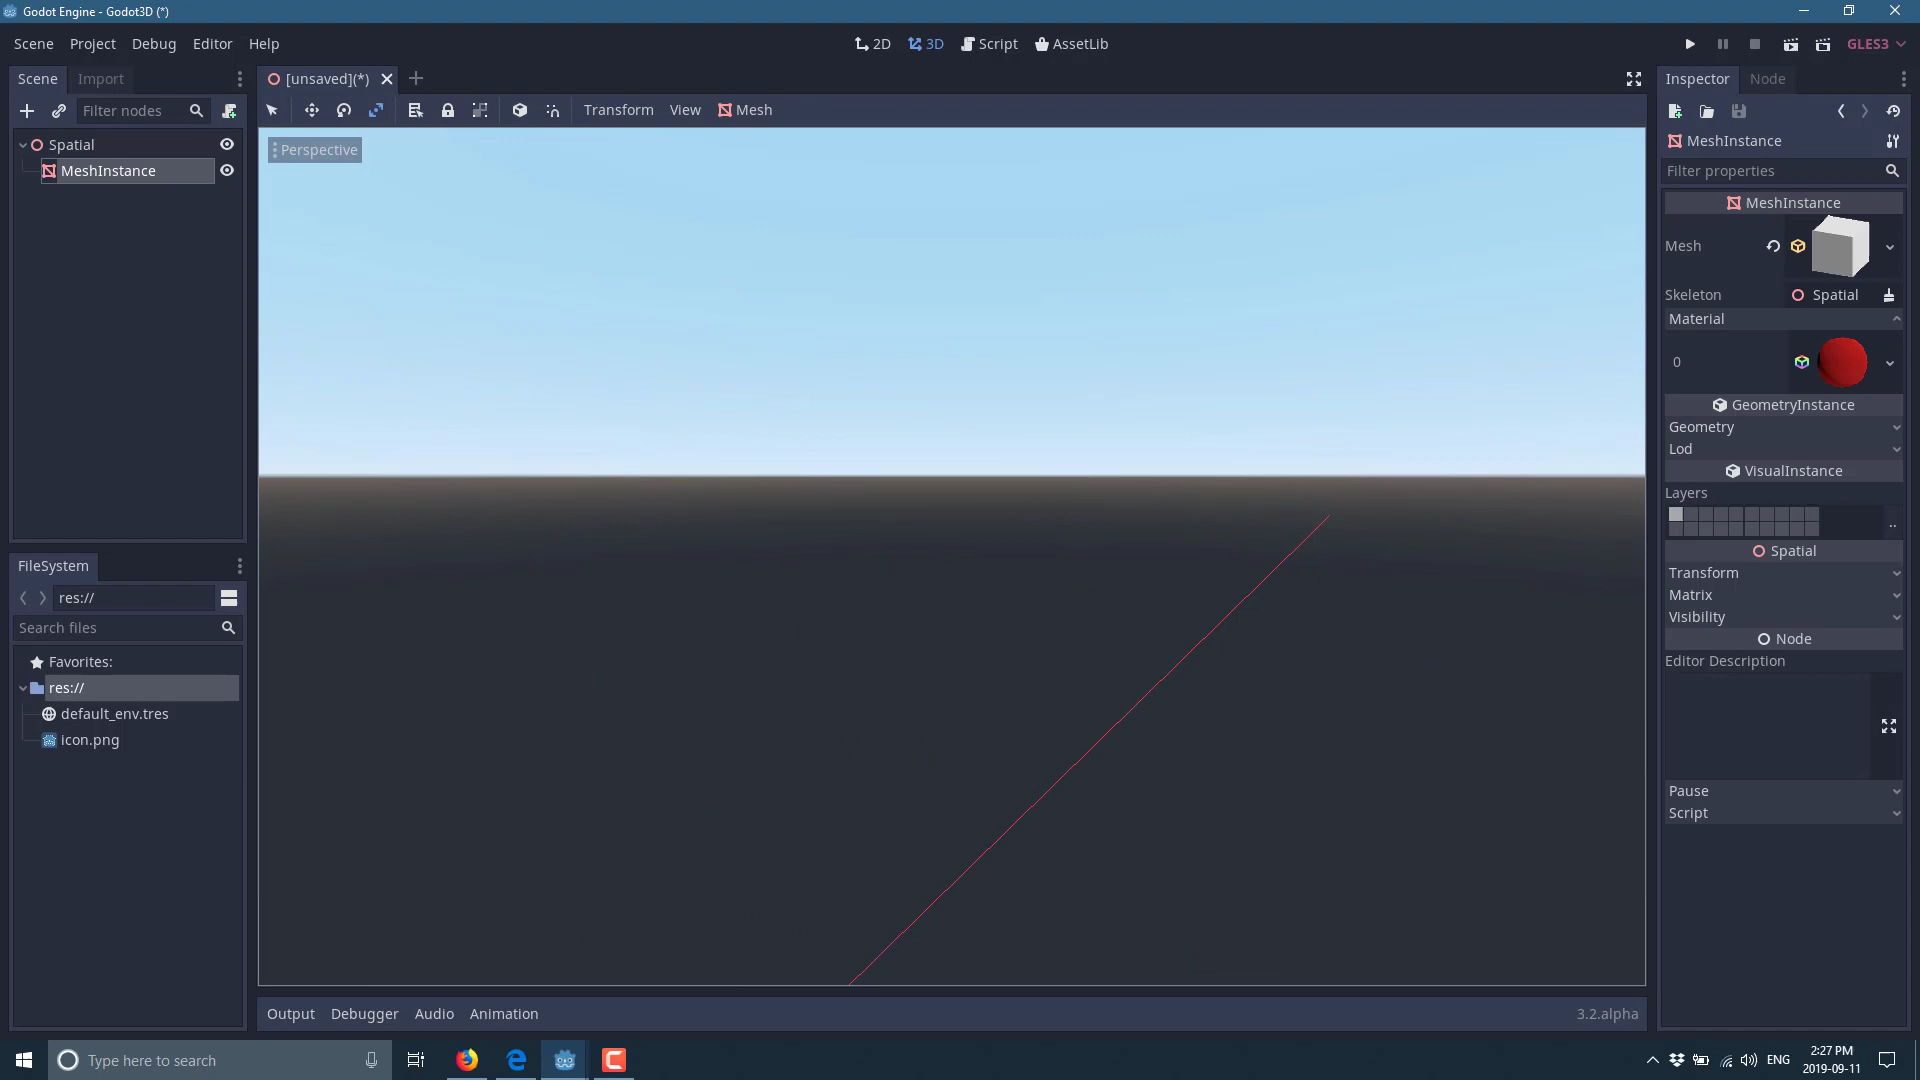 Godot Engine - Godot3D (*)
Scene Project Debug Editor Help
2D 3D Script AssetLib
GLES3
Scene Import
[unsaved](*)
Inspector Node
Filter nodes
Transform View Mesh
Perspective
Spatial
MeshInstance
MeshInstance
Filter properties
MeshInstance
Mesh
Skeleton Spatial
Material
0
GeometryInstance
Geometry
Lod
VisualInstance
Layers
..
Spatial
Transform
Matrix
Visibility
Node
Editor Description
Pause
Script
FileSystem
res://
Search files
Favorites:
res://
default_env.tres
icon.png
Output Debugger Audio Animation
3.2.alpha
Type here to search
ENG
2:27 PM
2019-09-11